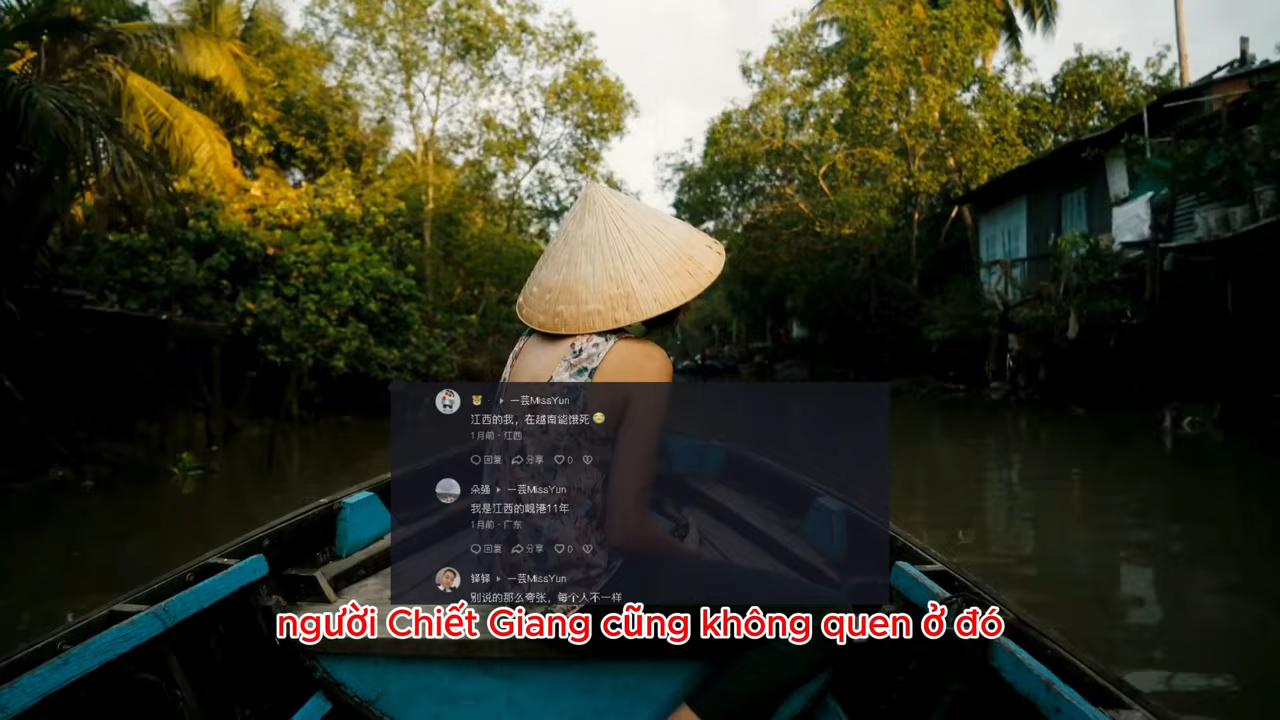 一芸MissYun
江西的我，在越南能饿死
1月前 · 江西
回复 分享 0
朵强 一芸MissYun
我是江西的岘港11年
1月前 · 广东
回复 分享 0
铎铎 一芸MissYun
别说的那么夸张，每个人不一样
người Chiết Giang cũng không quen ở đó